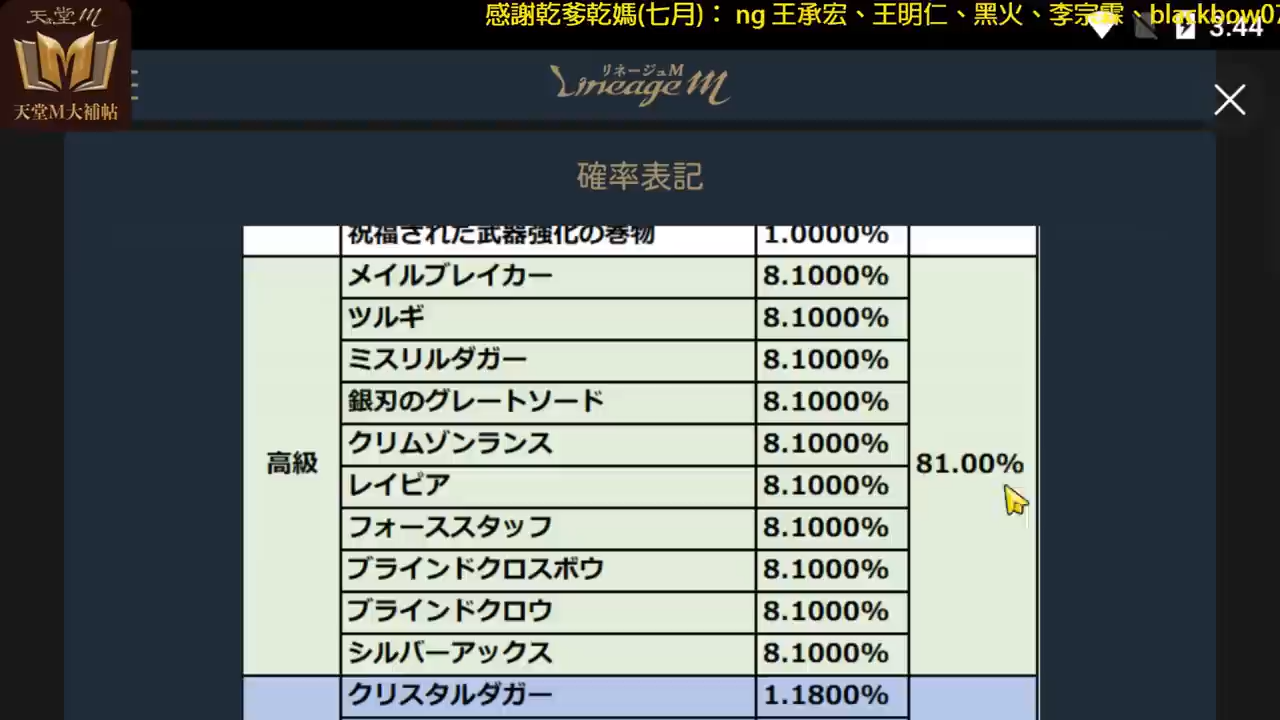 感謝乾爹乾媽(七月)： ng 王承宏、王明仁、黑火、李宗霖、blackbow07
3:44
天堂M
天堂M大補帖
リネージュM
Lineage M
確率表記
祝福された武器強化の巻物 1.0000%
高級
メイルブレイカー 8.1000%
ツルギ 8.1000%
ミスリルダガー 8.1000%
銀刃のグレートソード 8.1000%
クリムゾンランス 8.1000%
81.00%
レイピア 8.1000%
フォーススタッフ 8.1000%
ブラインドクロスボウ 8.1000%
ブラインドクロウ 8.1000%
シルバーアックス 8.1000%
クリスタルダガー 1.1800%